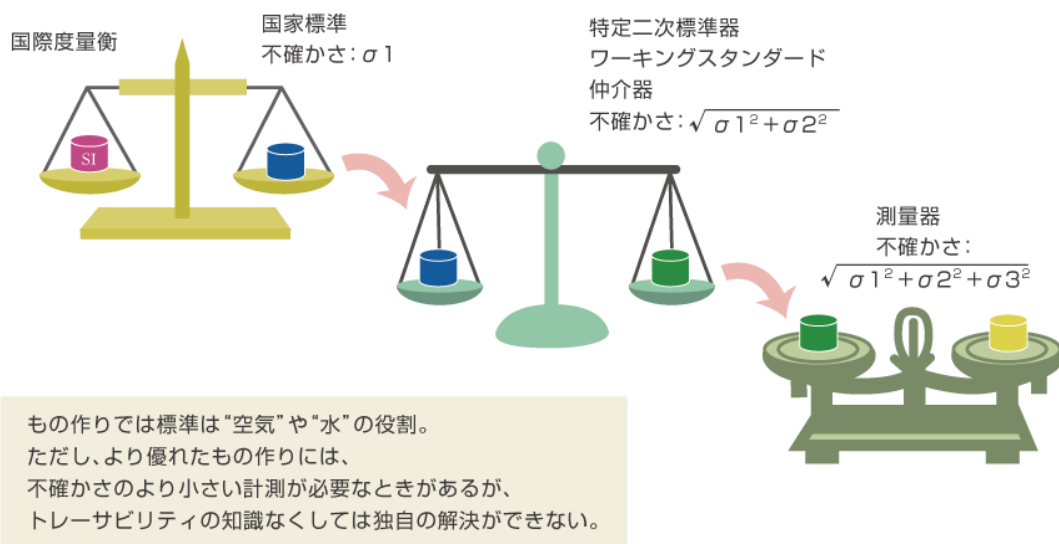 国際度量衡
国家標準
不確かさ：σ1
SI
特定二次標準器
ワーキングスタンダード
仲介器
不確かさ：√σ1²＋σ2²
測量器
不確かさ：
√σ1²＋σ2²＋σ3²
もの作りでは標準は“空気”や“水”の役割。
ただし、より優れたもの作りには、
不確かさのより小さい計測が必要なときがあるが、
トレーサビリティの知識なくしては独自の解決ができない。